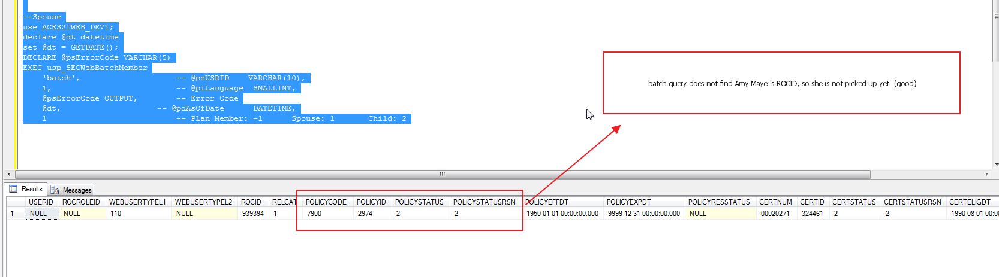 --Spouse
use ACES2fWEB_DEV1;
declare @dt datetime
set @dt = GETDATE();
DECLARE @psErrorCode VARCHAR(5)
EXEC usp_SECWebBatchMember
'batch', -- @psUSRID VARCHAR(10),
1, -- @piLanguage SMALLINT,
@psErrorCode OUTPUT, -- Error Code
@dt, -- @pdAsOfDate DATETIME,
1 -- Plan Member: -1 Spouse: 1 Child: 2
batch query does not find Amy Mayer's ROCID, so she is not picked up yet. (good)
Results Messages
USERID ROCROLEID WEBUSERTYPEL1 WEBUSERTYPEL2 ROCID RELCAT POLICYCODE POLICYID POLICYSTATUS POLICYSTATUSRSN POLICYEFFDT POLICYEXPDT POLICYRESSTATUS CERTNUM CERTID CERTSTATUS CERTSTATUSRSN CERTELIGDT
1 NULL NULL 110 NULL 939394 1 7900 2974 2 2 1950-01-01 00:00:00.000 9999-12-31 00:00:00.000 NULL 00020271 324461 2 2 1990-08-01 00:00